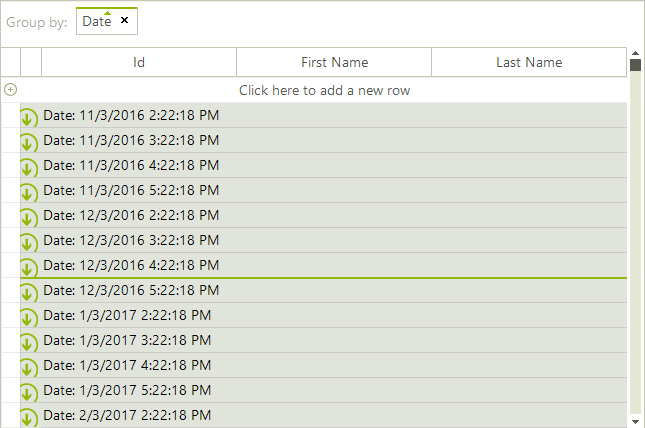 Group by: Date ×
Id First Name Last Name
Click here to add a new row
Date: 11/3/2016 2:22:18 PM
Date: 11/3/2016 3:22:18 PM
Date: 11/3/2016 4:22:18 PM
Date: 11/3/2016 5:22:18 PM
Date: 12/3/2016 2:22:18 PM
Date: 12/3/2016 3:22:18 PM
Date: 12/3/2016 4:22:18 PM
Date: 12/3/2016 5:22:18 PM
Date: 1/3/2017 2:22:18 PM
Date: 1/3/2017 3:22:18 PM
Date: 1/3/2017 4:22:18 PM
Date: 1/3/2017 5:22:18 PM
Date: 2/3/2017 2:22:18 PM